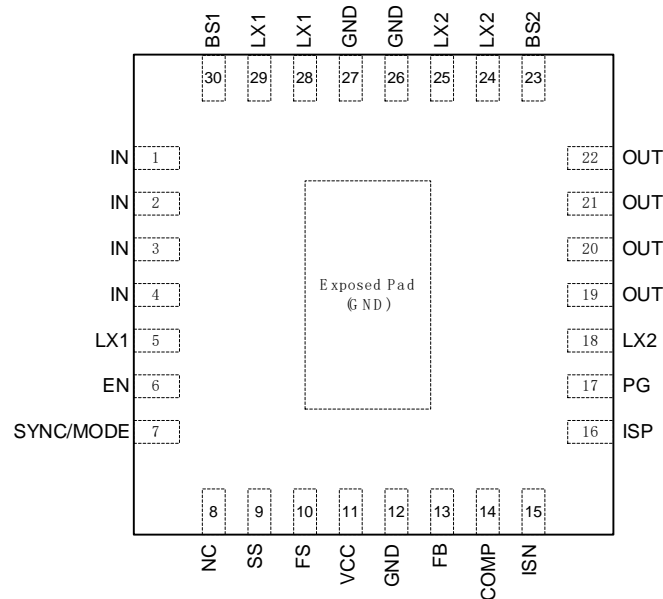 BS1
LX1
LX1
GND
GND
LX2
LX2
BS2
30
29
28
27
26
25
24
23
IN 1
22 OUT
IN 2
21 OUT
IN 3
20 OUT
IN 4
19 OUT
LX1 5
18 LX2
EN 6
17 PG
SYNC/MODE 7
16 ISP
Exposed Pad
(GND)
8
9
10
11
12
13
14
15
NC
SS
FS
VCC
GND
FB
COMP
ISN